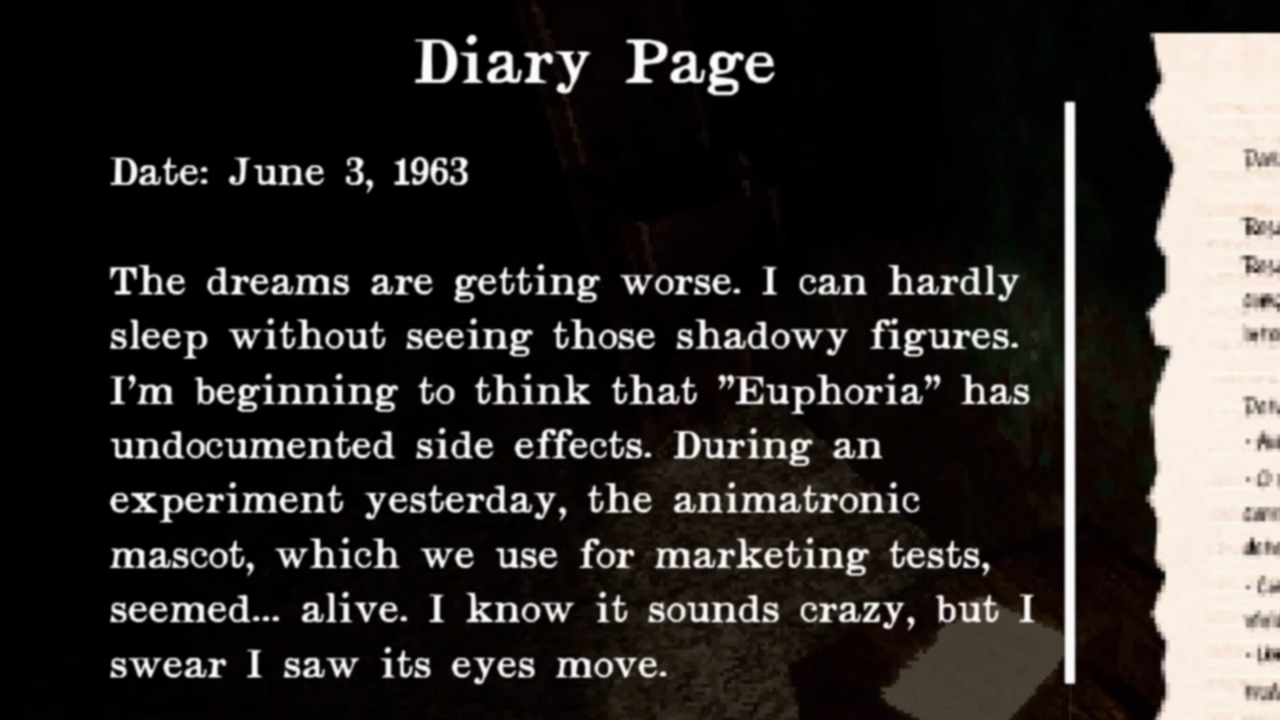 Diary Page
Date: June 3, 1963
The dreams are getting worse. I can hardly
sleep without seeing those shadowy figures.
I'm beginning to think that ”Euphoria” has
undocumented side effects. During an
experiment yesterday, the animatronic
mascot, which we use for marketing tests,
seemed... alive. I know it sounds crazy, but I
swear I saw its eyes move.